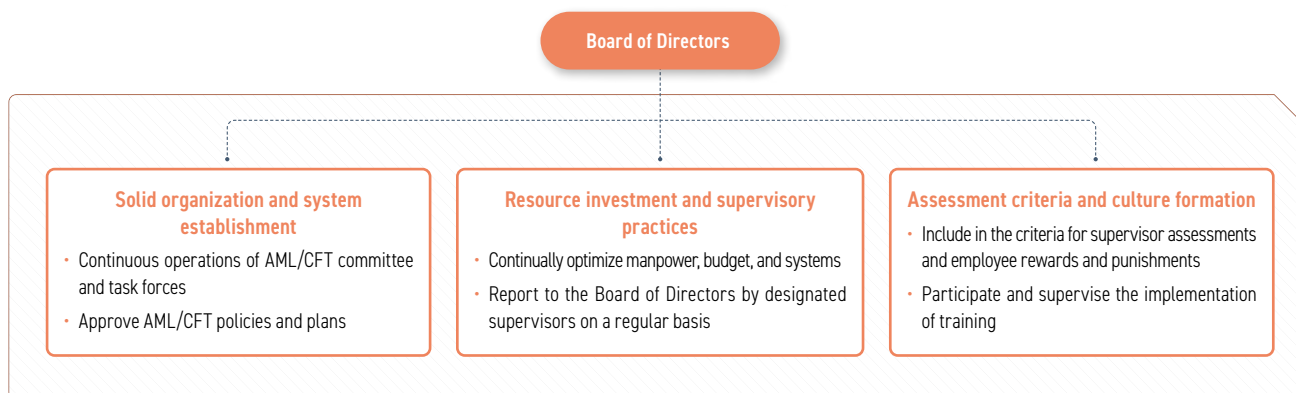 Board of Directors
Solid organization and system
establishment
• Continuous operations of AML/CFT committee
and task forces
• Approve AML/CFT policies and plans
Resource investment and supervisory
practices
• Continually optimize manpower, budget, and systems
• Report to the Board of Directors by designated
supervisors on a regular basis
Assessment criteria and culture formation
• Include in the criteria for supervisor assessments
and employee rewards and punishments
• Participate and supervise the implementation
of training